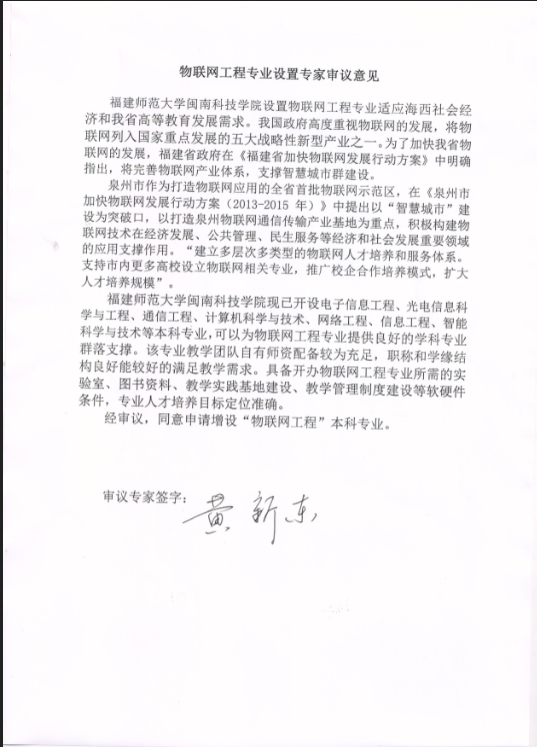 物联网工程专业设置专家审议意见
福建师范大学闽南科技学院设置物联网工程专业适应海西社会经
济和我省高等教育发展需求。我国政府高度重视物联网的发展，将物
联网列入国家重点发展的五大战略性新型产业之一。为了加快我省物
联网的发展，福建省政府在《福建省加快物联网发展行动方案》中明确
指出，将完善物联网产业体系，支撑智慧城市群建设。
泉州市作为打造物联网应用的全省首批物联网示范区，在《泉州市
加快物联网发展行动方案（2013-2015 年）》中提出以“智慧城市”建
设为突破口，以打造泉州物联网通信传输产业基地为重点，积极构建物
联网技术在经济发展、公共管理、民生服务等经济和社会发展重要领域
的应用支撑作用。“建立多层次多类型的物联网人才培养和服务体系。
支持市内更多高校设立物联网相关专业，推广校企合作培养模式，扩大
人才培养规模”。
福建师范大学闽南科技学院现已开设电子信息工程、光电信息科
学与工程、通信工程、计算机科学与技术、网络工程、信息工程、智能
科学与技术等本科专业，可以为物联网工程专业提供良好的学科专业
群落支撑。该专业教学团队自有师资配备较为充足，职称和学缘结
构良好能较好的满足教学需求。具备开办物联网工程专业所需的实
验室、图书资料、教学实践基地建设、教学管理制度建设等软硬件
条件，专业人才培养目标定位准确。
经审议，同意申请增设“物联网工程”本科专业。
审议专家签字：黄新东